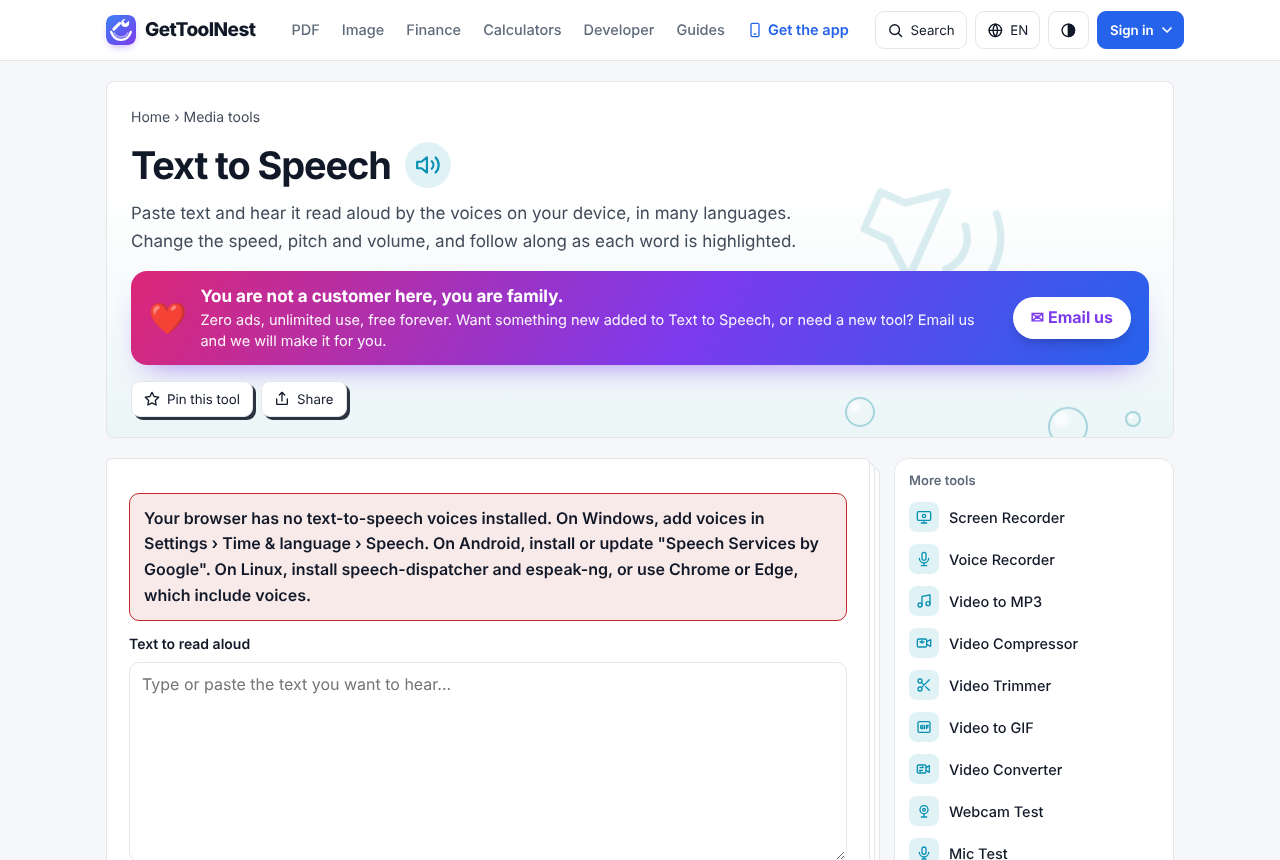 GetToolNest
PDF
Image
Finance
Calculators
Developer
Guides
Get the app
Search
EN
Sign in
Home › Media tools
Text to Speech
Paste text and hear it read aloud by the voices on your device, in many languages.
Change the speed, pitch and volume, and follow along as each word is highlighted.
You are not a customer here, you are family.
Zero ads, unlimited use, free forever. Want something new added to Text to Speech, or need a new tool? Email us
and we will make it for you.
✉ Email us
Pin this tool
Share
Your browser has no text-to-speech voices installed. On Windows, add voices in
Settings › Time & language › Speech. On Android, install or update "Speech Services by
Google". On Linux, install speech-dispatcher and espeak-ng, or use Chrome or Edge,
which include voices.
Text to read aloud
Type or paste the text you want to hear...
More tools
Screen Recorder
Voice Recorder
Video to MP3
Video Compressor
Video Trimmer
GIF
Video to GIF
Video Converter
Webcam Test
Mic Test